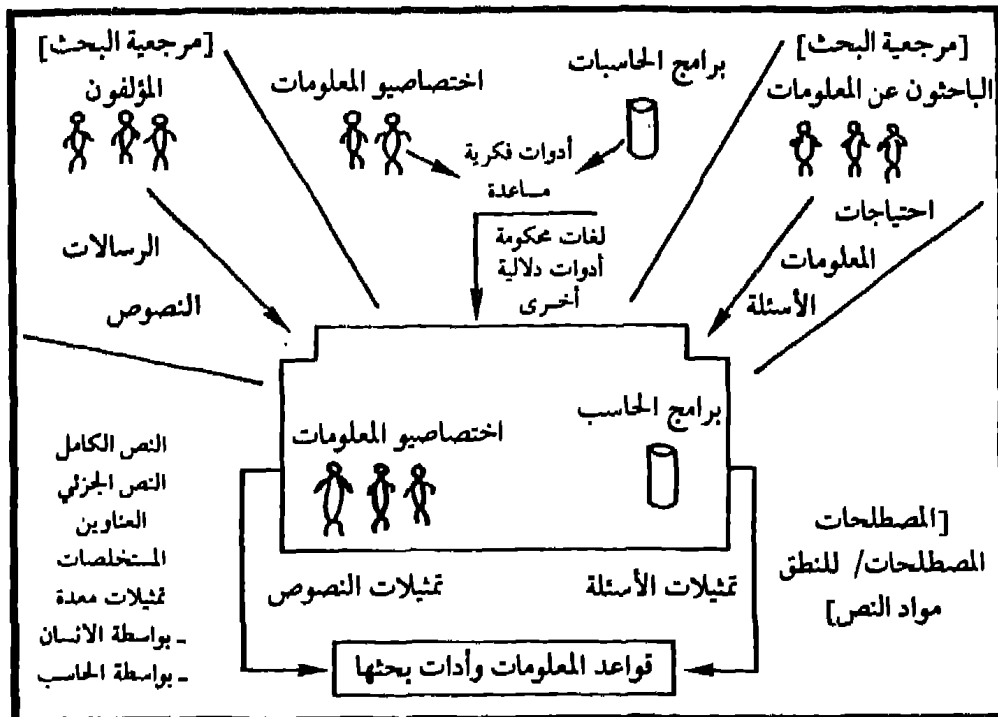 [مرجعية البحث]
الباحثون عن المعلومات
احتياجات
المعلومات
الأسئلة
برامج الحاسبات
اختصاصيو المعلومات
أدوات فكرية
مساعدة
لغات محكومة
أدوات دلالية
أخرى
[مرجعية البحث]
المؤلفون
الرسالات
النصوص
برامج الحاسب
اختصاصيو المعلومات
[المصطلحات
المصطلحات/ للنطق
مواد النص]
تمثيلات الأسئلة
تمثيلات النصوص
النص الكامل
النص الجزئي
العناوين
المستخلصات
تمثيلات معدة
ـ بواسطة الانسان
ـ بواسطة الحاسب
قواعد المعلومات وأدات بحثها